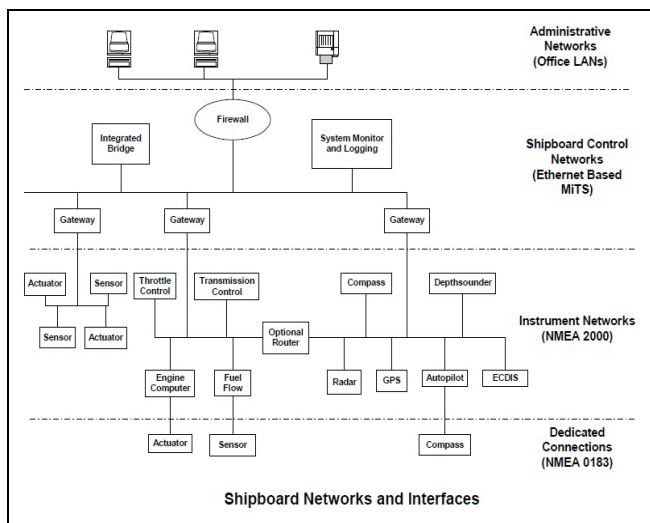 Administrative
Networks
(Office LANs)
Firewall
Integrated
Bridge
System Monitor
and Logging
Shipboard Control
Networks
(Ethernet Based
MiTS)
Gateway
Gateway
Gateway
Actuator
Sensor
Throttle
Control
Transmission
Control
Compass
Depthsounder
Sensor
Actuator
Optional
Router
Instrument Networks
(NMEA 2000)
Engine
Computer
Fuel
Flow
Radar
GPS
Autopilot
ECDIS
Actuator
Sensor
Compass
Dedicated
Connections
(NMEA 0183)
Shipboard Networks and Interfaces